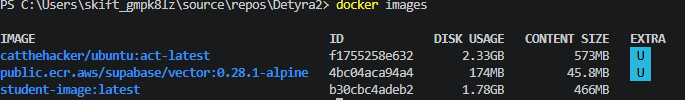 PS C:\Users\skift_gmpk8lz\source\repos\Detyra2> docker images
IMAGE ID DISK USAGE CONTENT SIZE EXTRA
catthehacker/ubuntu:act-latest f1755258e632 2.33GB 573MB U
public.ecr.aws/supabase/vector:0.28.1-alpine 4bc04aca94a4 174MB 45.8MB U
student-image:latest b30cbc4adeb2 1.78GB 466MB